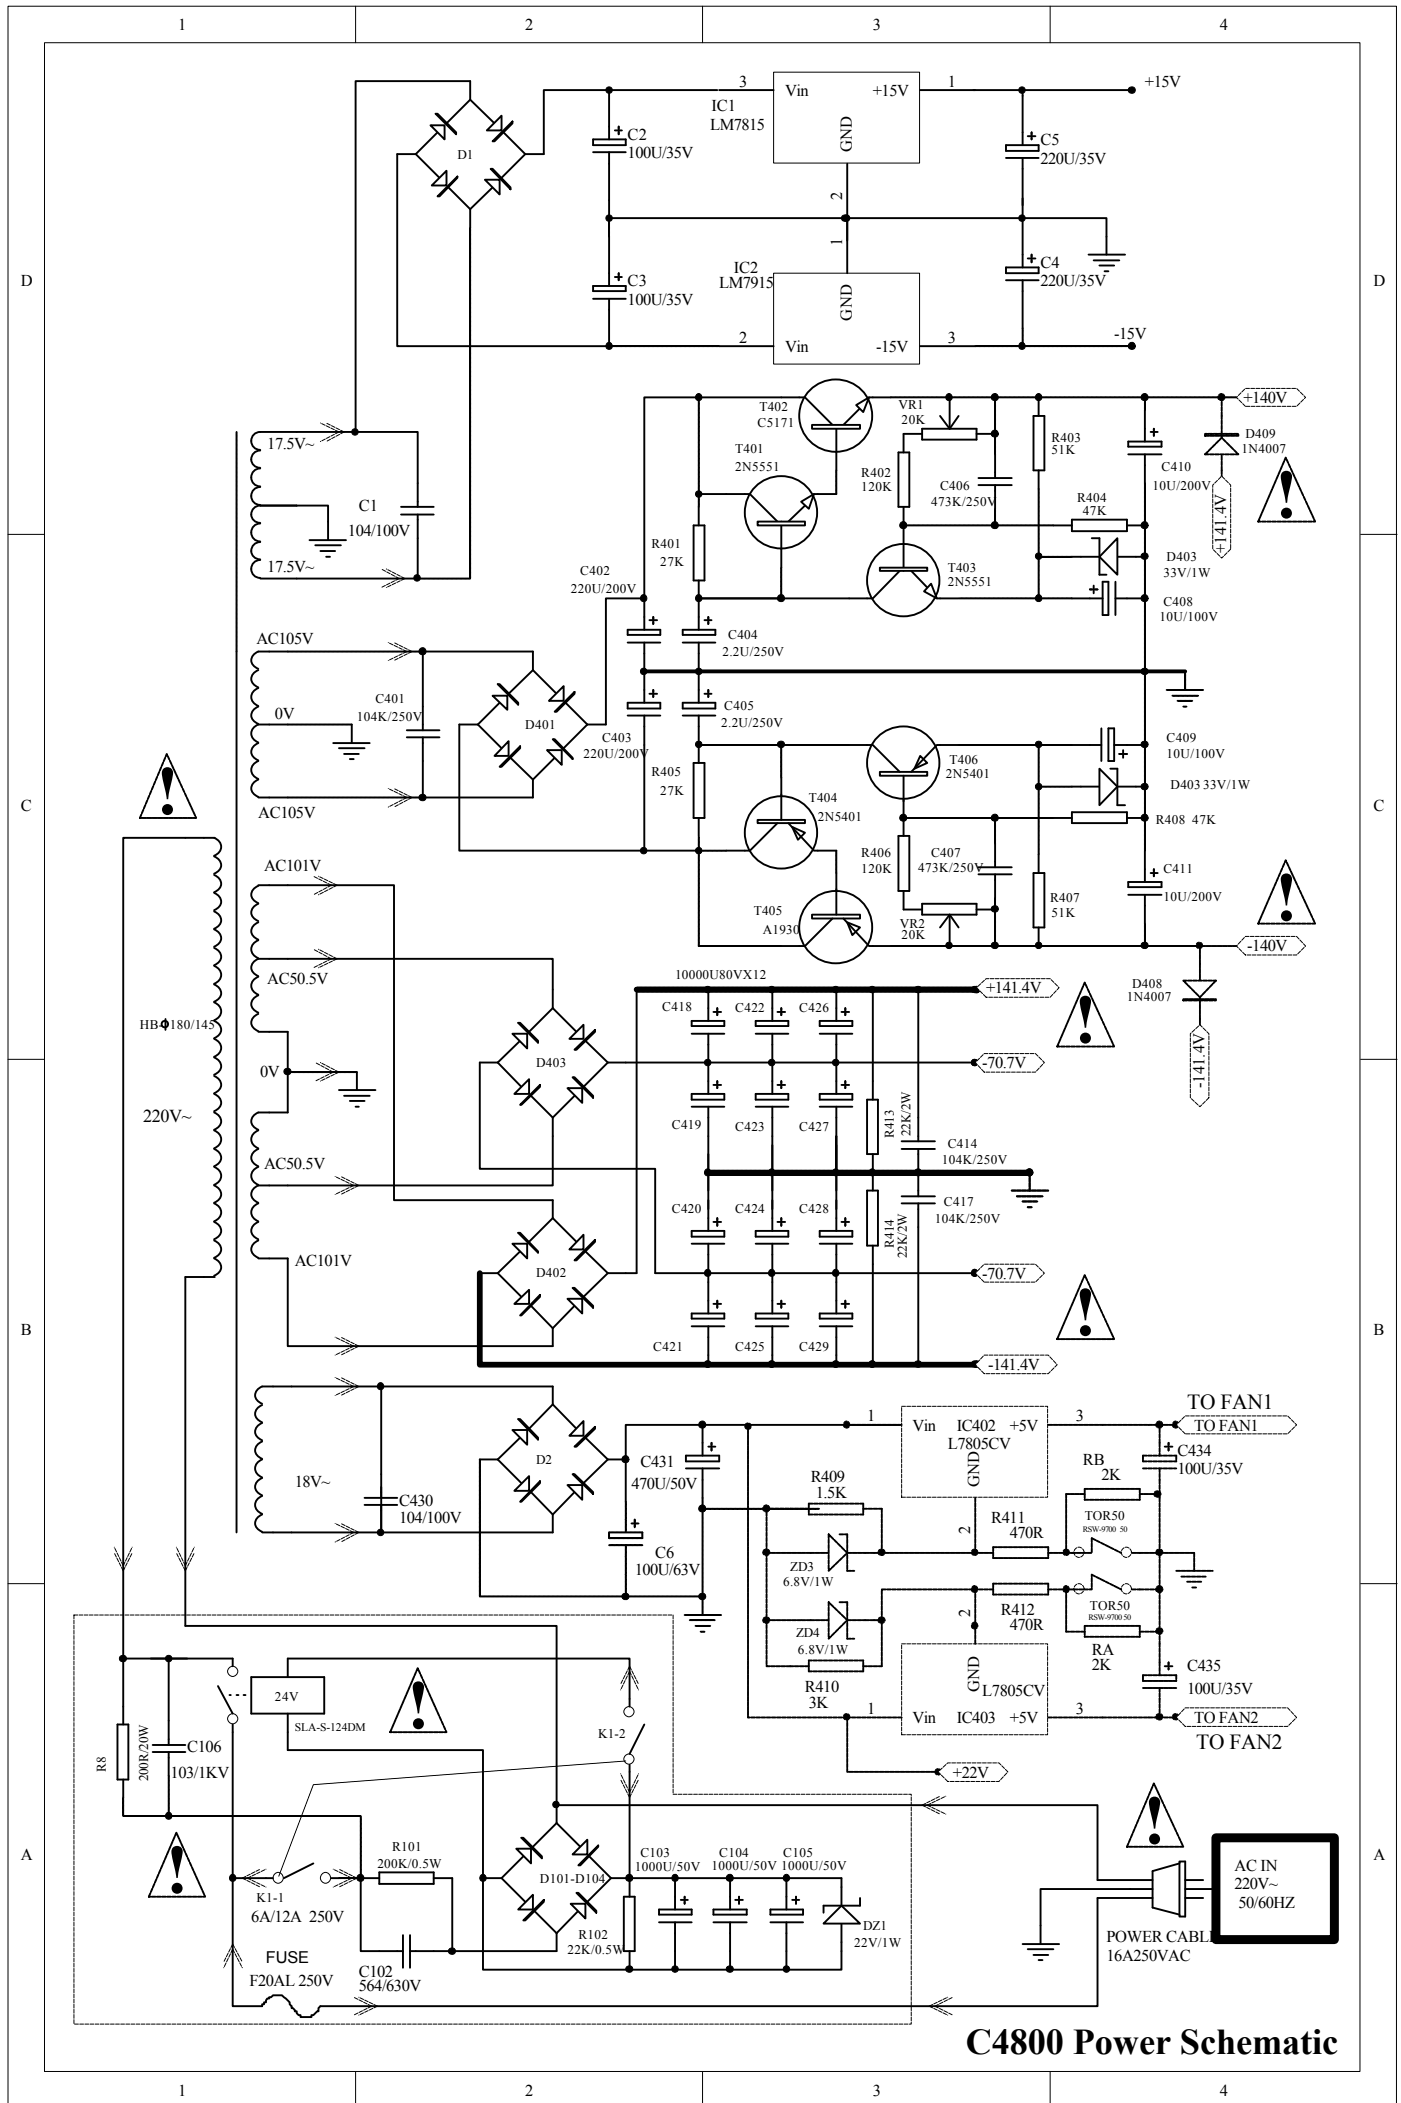 1
2
3
4
D
C
B
A
D
C
B
A
D1
C2
100U/35V
C3
100U/35V
3
IC1
LM7815
Vin
+15V
GND
1
2
C5
220U/35V
+15V
1
IC2
LM7915
GND
2
Vin
-15V
3
C4
220U/35V
-15V
17.5V~
17.5V~
C1
104/100V
T402
C5171
T401
2N5551
VR1
20K
R402
120K
C406
473K/250V
R403
51K
R404
47K
C410
10U/200V
D409
1N4007
+140V
+141.4V
R401
27K
C402
220U/200V
T403
2N5551
D403
33V/1W
C408
10U/100V
C404
2.2U/250V
AC105V
0V
AC105V
C401
104K/250V
D401
C403
220U/200V
C405
2.2U/250V
R405
27K
T406
2N5401
C409
10U/100V
D403 33V/1W
T404
2N5401
R408 47K
R406
120K
C407
473K/250V
C411
10U/200V
R407
51K
T405
A1930
VR2
20K
-140V
D408
1N4007
-141.4V
AC101V
AC50.5V
HBϕ180/145
0V
220V~
AC50.5V
AC101V
D403
D402
10000U80VX12
C418
C422
C426
+141.4V
-70.7V
C419
C423
C427
R413
22K/2W
C414
104K/250V
C420
C424
C428
R414
22K/2W
C417
104K/250V
-70.7V
C421
C425
C429
-141.4V
18V~
C430
104/100V
D2
C431
470U/50V
C6
100U/63V
1
Vin
IC402
+5V
L7805CV
GND
2
3
TO FAN1
TO FAN1
C434
100U/35V
R409
1.5K
ZD3
6.8V/1W
R411
470R
RB
2K
TOR50
RSW-9700 50
ZD4
6.8V/1W
R410
3K
R412
470R
TOR50
RSW-9700 50
RA
2K
2
GND
L7805CV
1
Vin
IC403
+5V
3
C435
100U/35V
TO FAN2
TO FAN2
+22V
24V
SLA-S-124DM
K1-2
R8
200R/20W
C106
103/1KV
R101
200K/0.5W
K1-1
6A/12A 250V
FUSE
F20AL 250V
C102
564/630V
D101-D104
R102
22K/0.5W
C103
1000U/50V
C104
1000U/50V
C105
1000U/50V
DZ1
22V/1W
AC IN
220V~
50/60HZ
POWER CABL
16A250VAC
C4800 Power Schematic
1
2
3
4